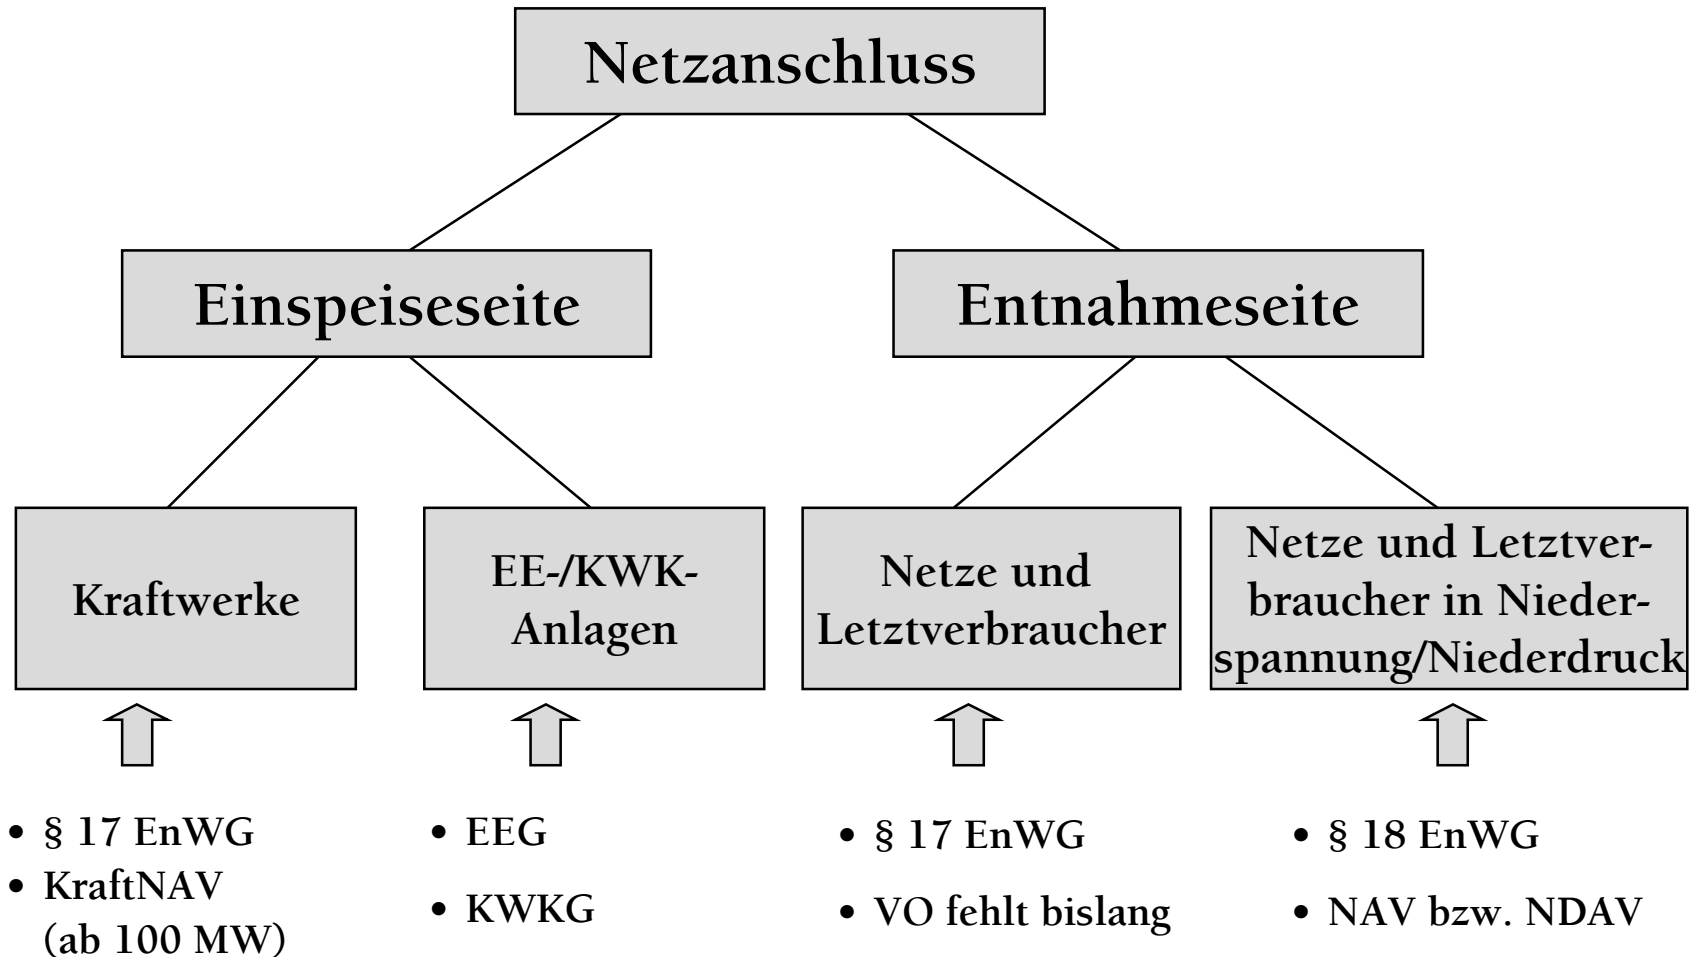 Netzanschluss
Einspeiseseite
Entnahmeseite
Kraftwerke
EE-/KWK-
Anlagen
Netze und
Letztverbraucher
Netze und Letztver-
braucher in Nieder-
spannung/Niederdruck
• § 17 EnWG
• KraftNAV
(ab 100 MW)
• EEG
• KWKG
• § 17 EnWG
• VO fehlt bislang
• § 18 EnWG
• NAV bzw. NDAV